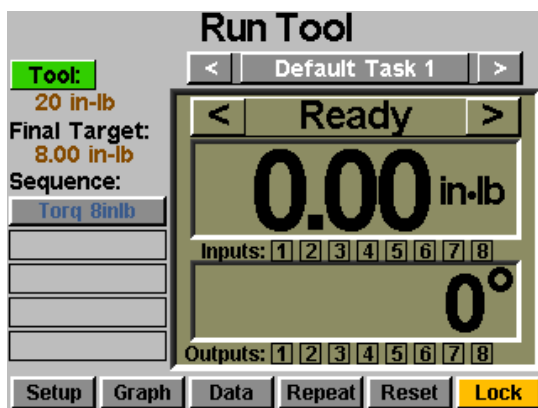 Run Tool
Tool:
20 in-lb
Final Target:
8.00 in-lb
Sequence:
Torq 8inlb
< Default Task 1 >
< Ready >
0.00 in•lb
Inputs: 1 2 3 4 5 6 7 8
0°
Outputs: 1 2 3 4 5 6 7 8
Setup Graph Data Repeat Reset Lock